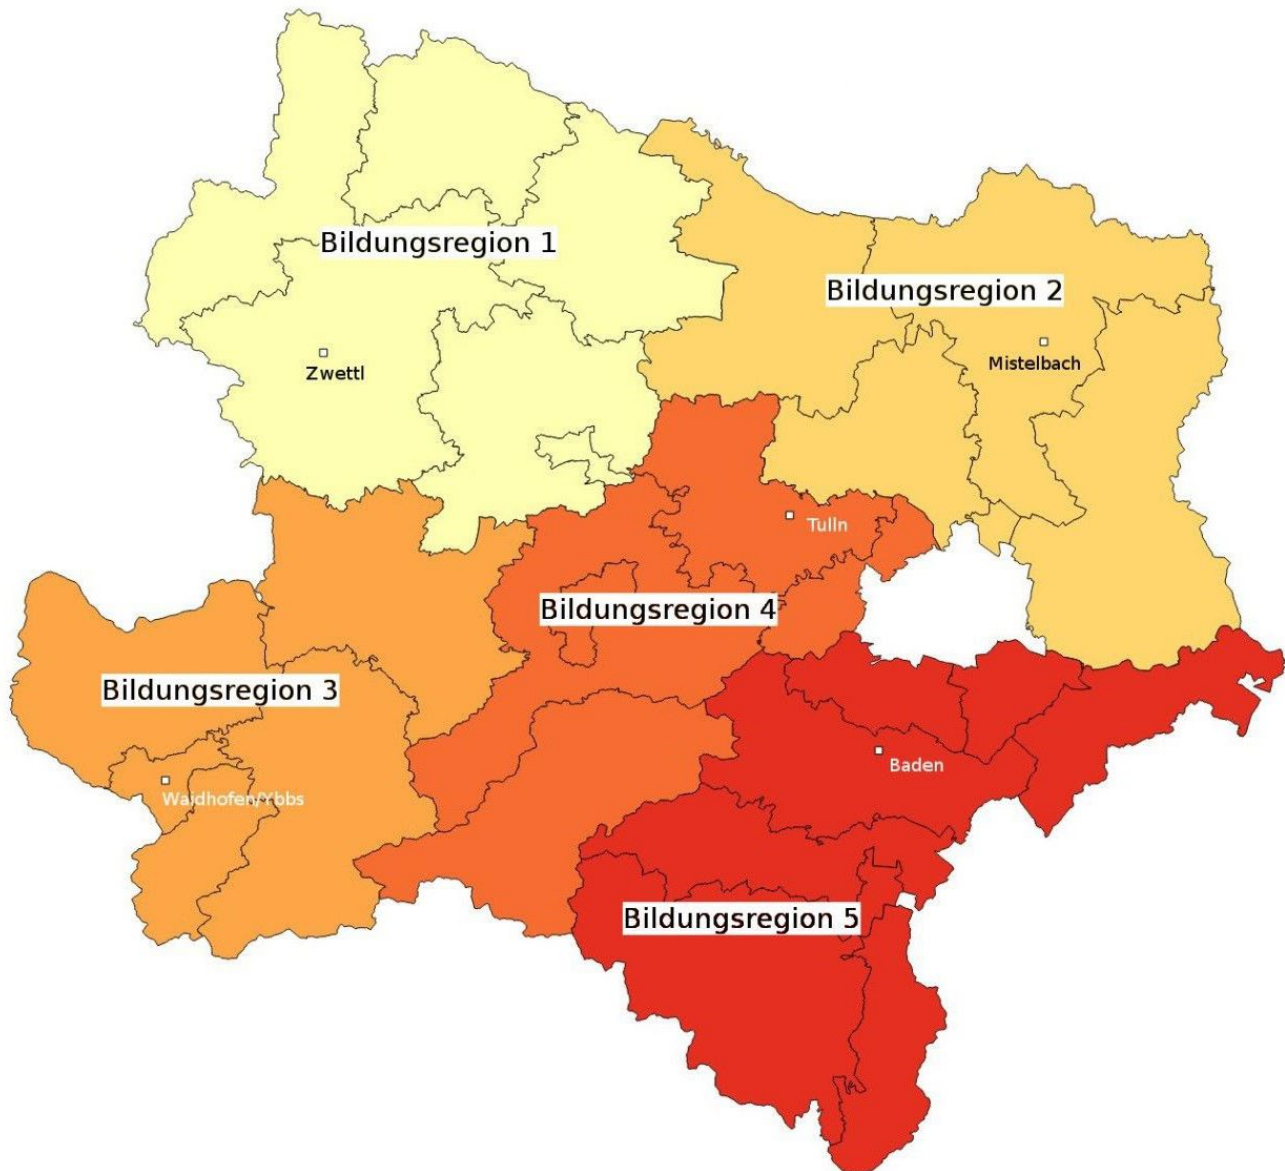 Bildungsregion 1
Bildungsregion 2
Mistelbach
Zwettl
Tulln
Bildungsregion 4
Bildungsregion 3
Baden
Waidhofen/Ybbs
Bildungsregion 5